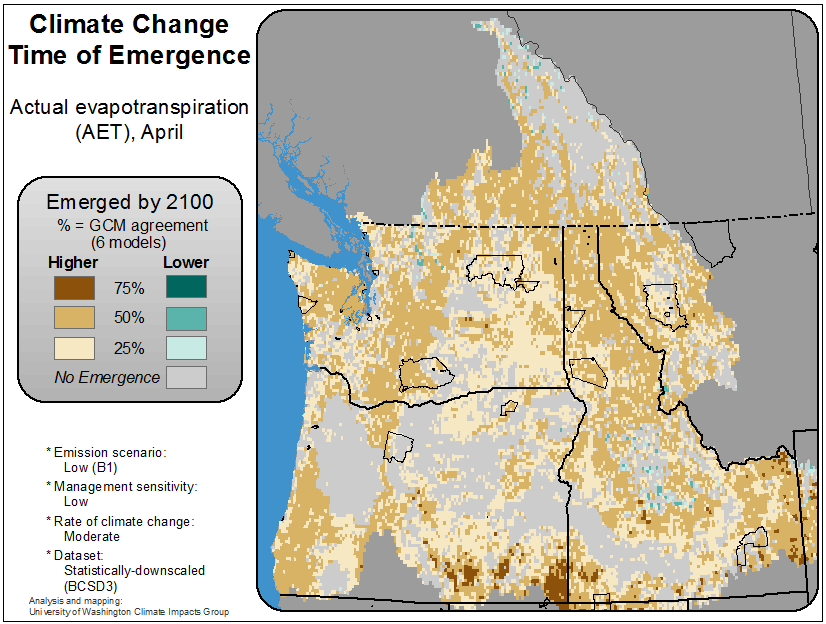 Climate Change
Time of Emergence
Actual evapotranspiration
(AET), April
Emerged by 2100
% = GCM agreement
(6 models)
Higher Lower
75%
50%
25%
No Emergence
* Emission scenario:
Low (B1)
* Management sensitivity:
Low
* Rate of climate change:
Moderate
* Dataset:
Statistically-downscaled
(BCSD3)
Analysis and mapping:
University of Washington Climate Impacts Group